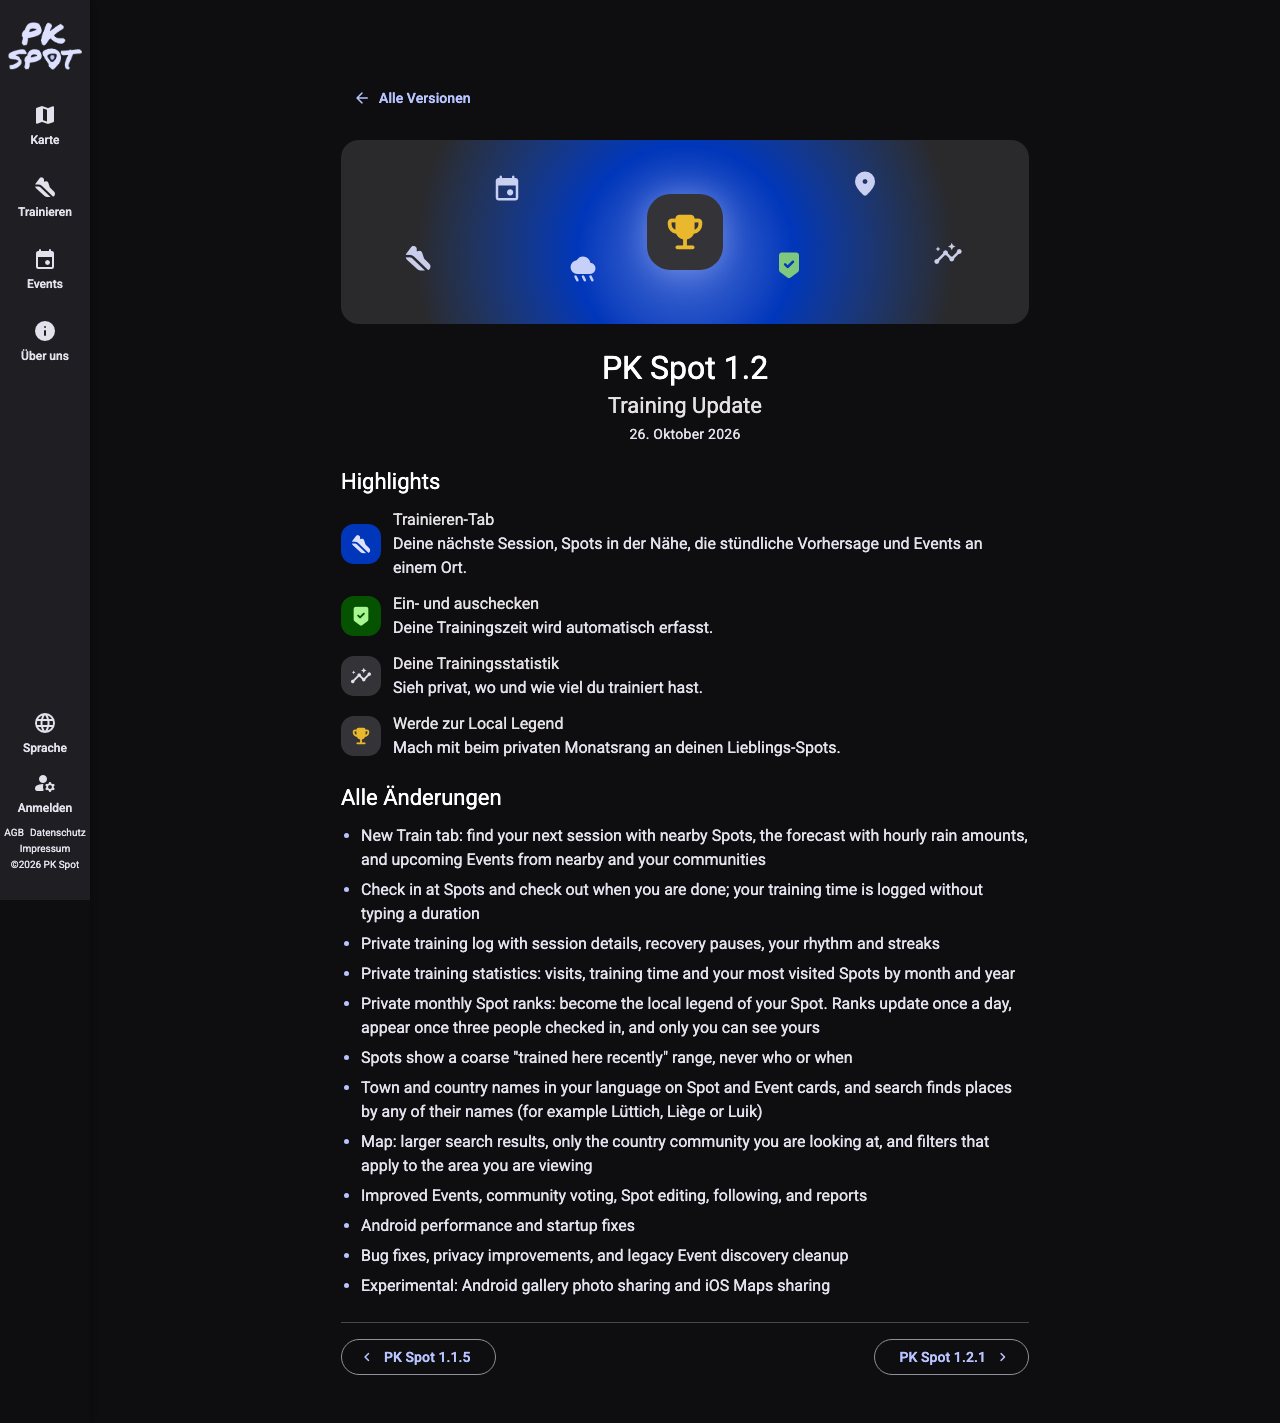 PK
SPOT
Karte
Trainieren
Events
Über uns
Sprache
Anmelden
AGB Datenschutz
Impressum
©2026 PK Spot
Alle Versionen
PK Spot 1.2
Training Update
26. Oktober 2026
Highlights
Trainieren-Tab
Deine nächste Session, Spots in der Nähe, die stündliche Vorhersage und Events an
einem Ort.
Ein- und auschecken
Deine Trainingszeit wird automatisch erfasst.
Deine Trainingsstatistik
Sieh privat, wo und wie viel du trainiert hast.
Werde zur Local Legend
Mach mit beim privaten Monatsrang an deinen Lieblings-Spots.
Alle Änderungen
• New Train tab: find your next session with nearby Spots, the forecast with hourly rain amounts,
and upcoming Events from nearby and your communities
• Check in at Spots and check out when you are done; your training time is logged without
typing a duration
• Private training log with session details, recovery pauses, your rhythm and streaks
• Private training statistics: visits, training time and your most visited Spots by month and year
• Private monthly Spot ranks: become the local legend of your Spot. Ranks update once a day,
appear once three people checked in, and only you can see yours
• Spots show a coarse "trained here recently" range, never who or when
• Town and country names in your language on Spot and Event cards, and search finds places
by any of their names (for example Lüttich, Liège or Luik)
• Map: larger search results, only the country community you are looking at, and filters that
apply to the area you are viewing
• Improved Events, community voting, Spot editing, following, and reports
• Android performance and startup fixes
• Bug fixes, privacy improvements, and legacy Event discovery cleanup
• Experimental: Android gallery photo sharing and iOS Maps sharing
PK Spot 1.1.5
PK Spot 1.2.1